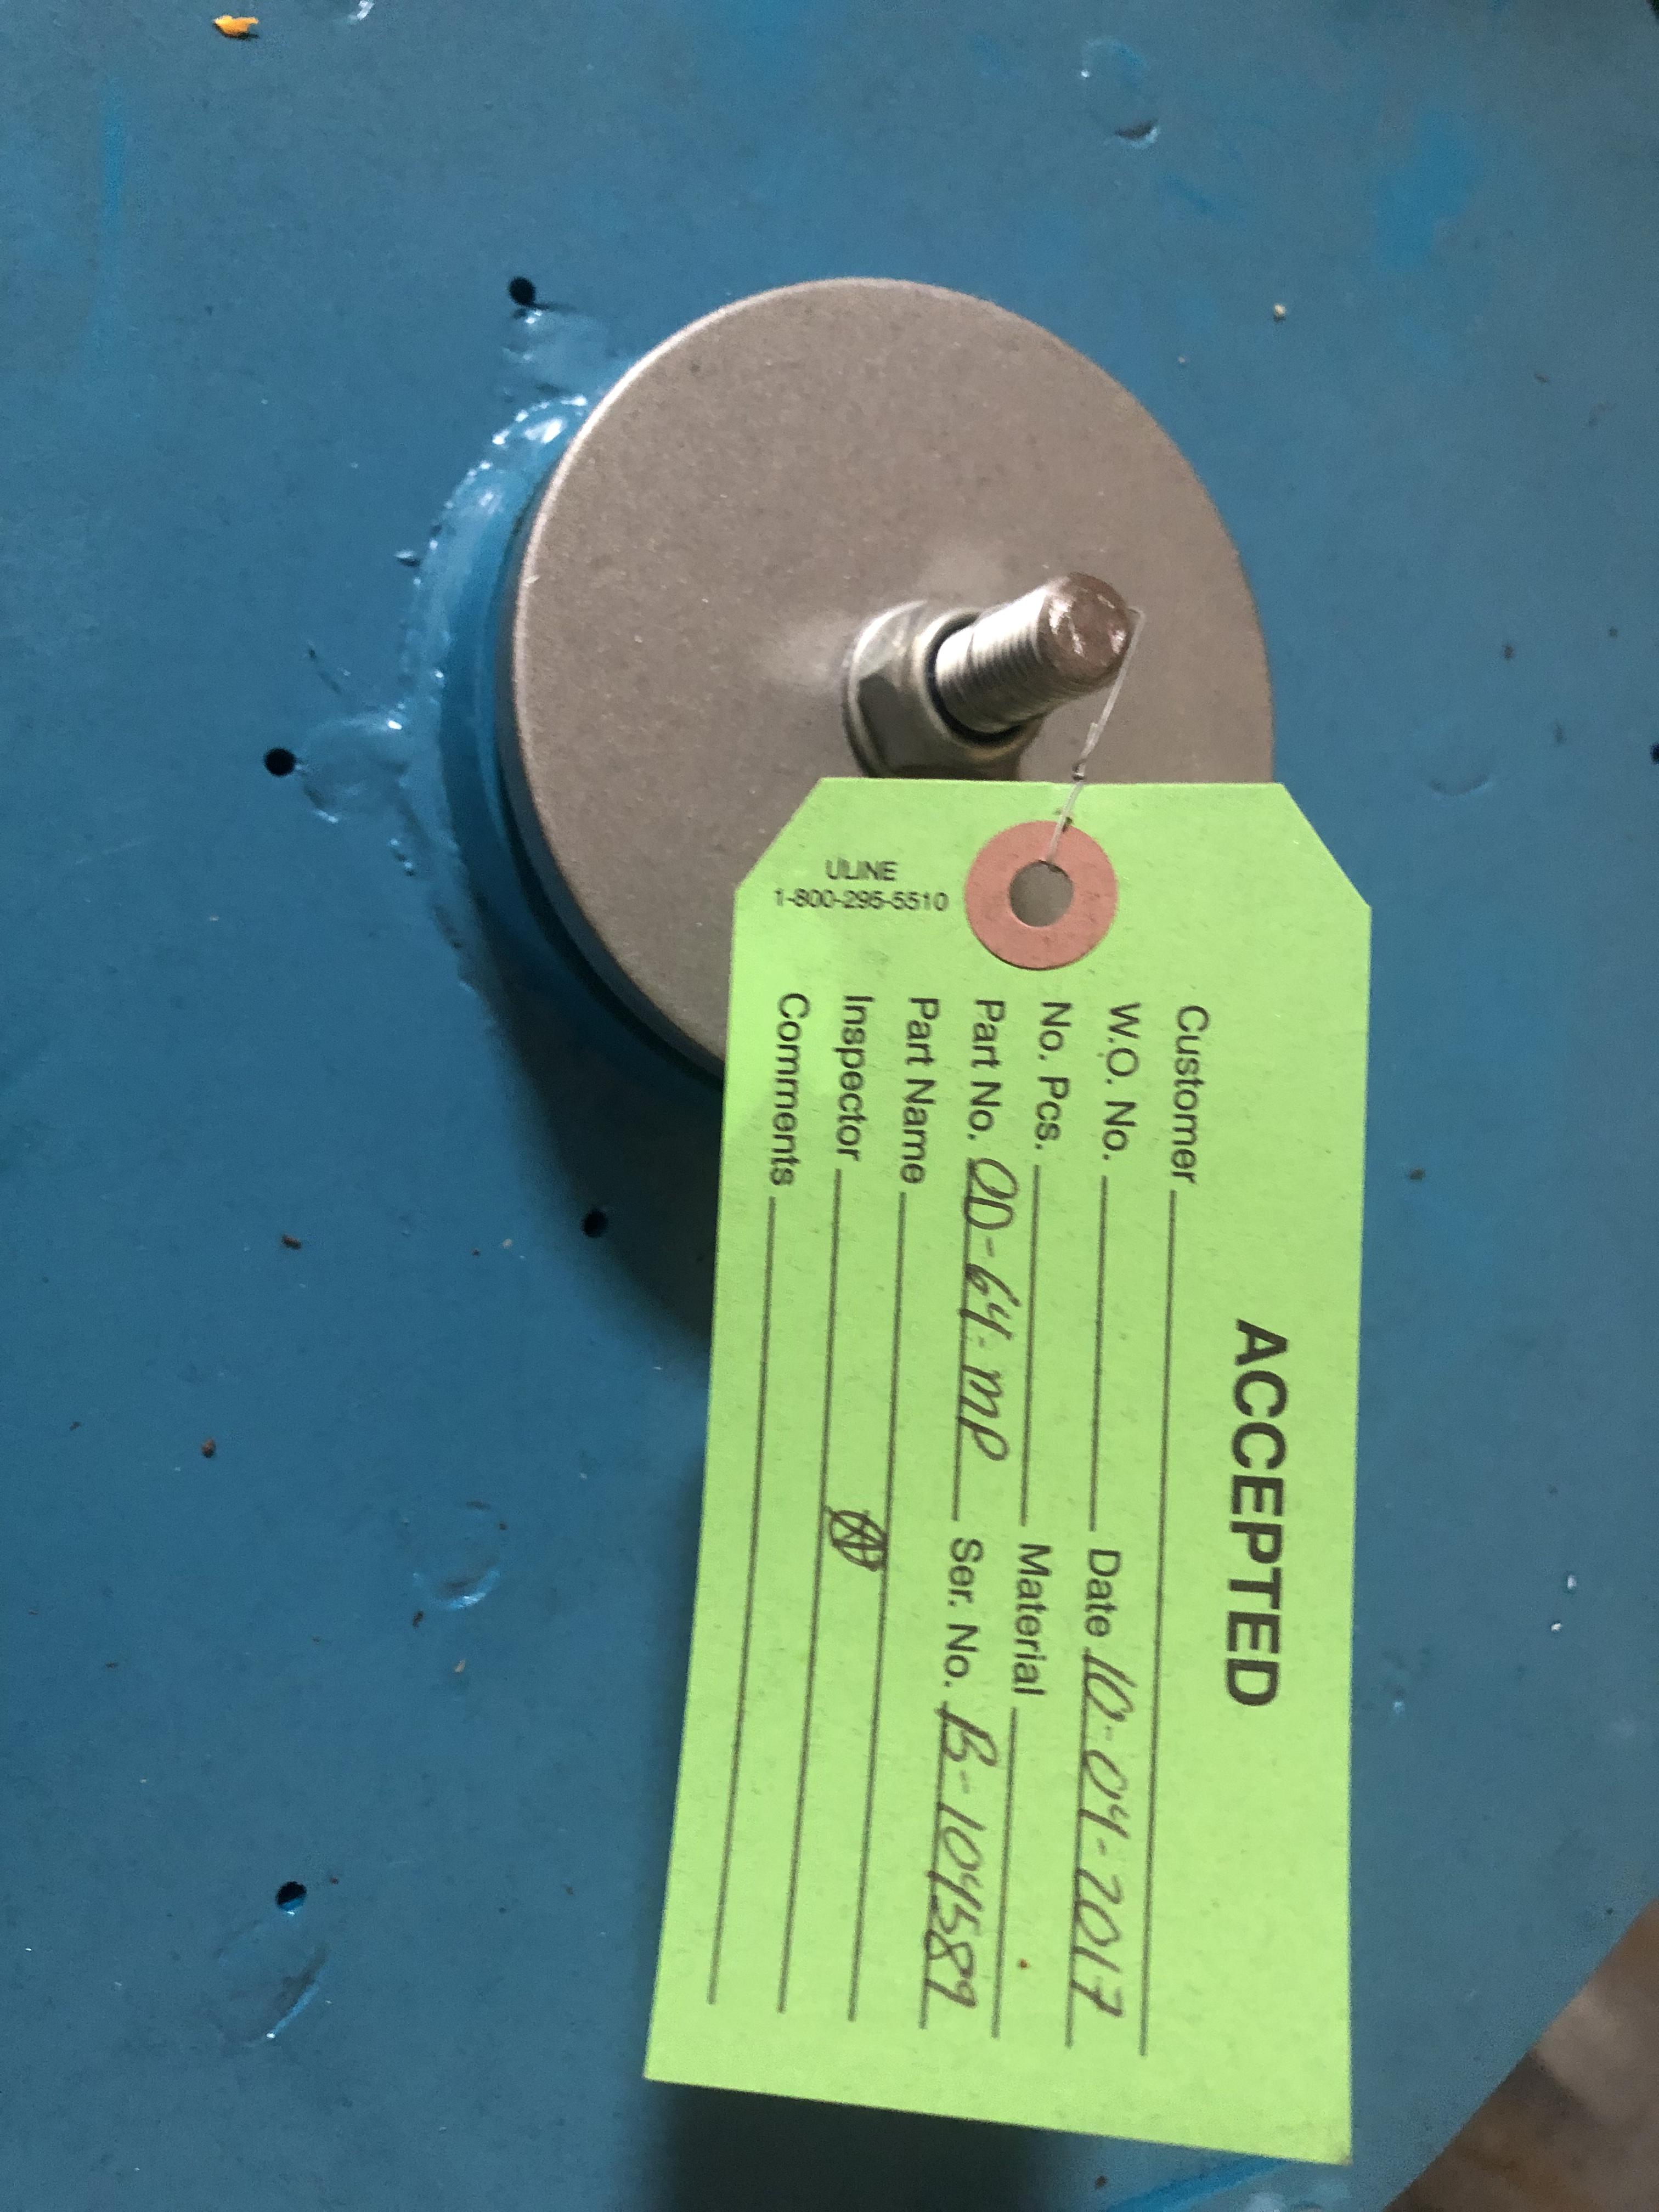 ULINE
1-800-295-5510
ACCEPTED
Customer
W.O. No. Date 10-04-2017
No. Pcs. Material
Part No. OD-64-MP Ser. No. B-104589
Part Name
Inspector
Comments